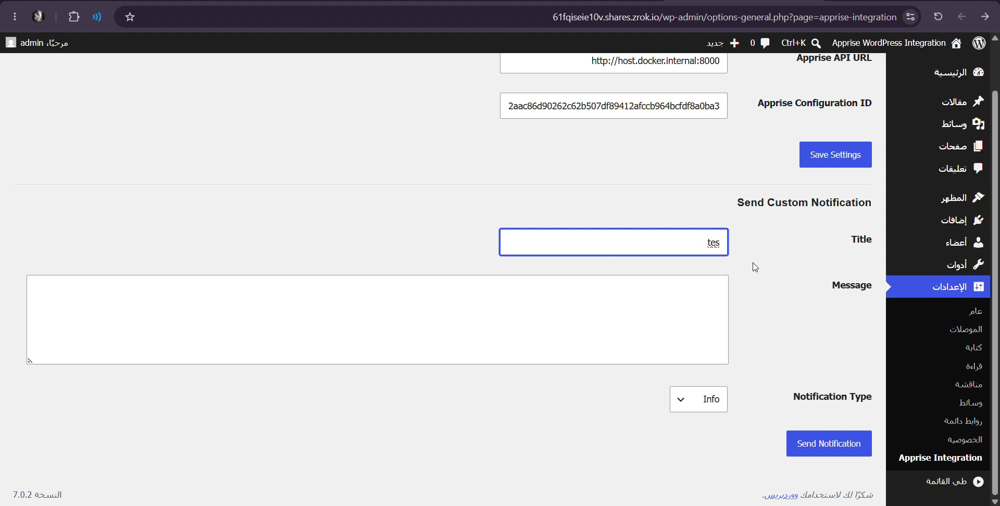 61fqiseie10v.shares.zrok.io/wp-admin/options-general.php?page=apprise-integration
Apprise WordPress Integration
Ctrl+K
0
جديد
مرحبًا، admin
الرئيسية
مقالات
وسائط
صفحات
تعليقات
المظهر
إضافات
أعضاء
أدوات
الإعدادات
عام
الموصلات
كتابة
قراءة
مناقشة
وسائط
روابط دائمة
الخصوصية
Apprise Integration
طي القائمة
Apprise API URL
http://host.docker.internal:8000
Apprise Configuration ID
2aac86d90262c62b507df89412afccb964bcfdf8a0ba3
Save Settings
Send Custom Notification
Title
tes
Message
Notification Type
Info
Send Notification
شكرًا لك لاستخدامك ووردبريس.
النسخة 7.0.2